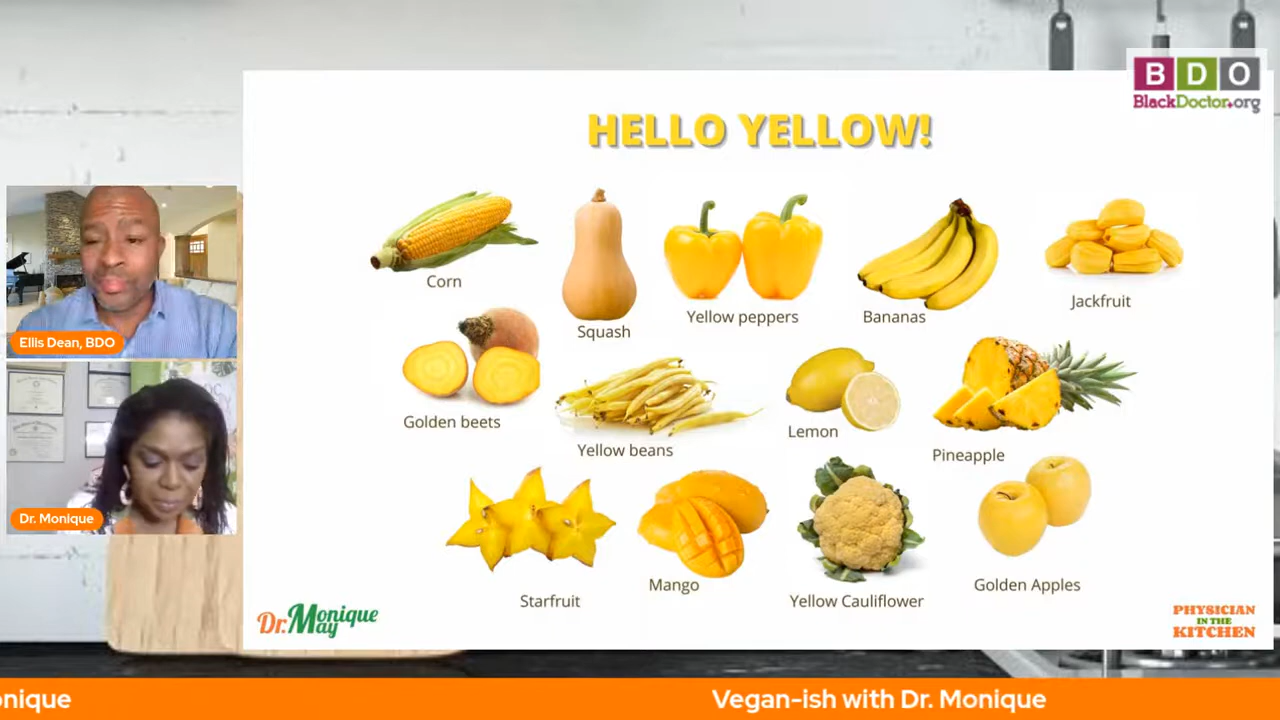 B D O
BlackDoctor.org
HELLO YELLOW!
Corn
Squash
Yellow peppers
Bananas
Jackfruit
Golden beets
Yellow beans
Lemon
Pineapple
Starfruit
Mango
Yellow Cauliflower
Golden Apples
Ellis Dean, BDO
Dr. Monique
Dr. Monique
May
PHYSICIAN
IN THE
KITCHEN
onique
Vegan-ish with Dr. Monique